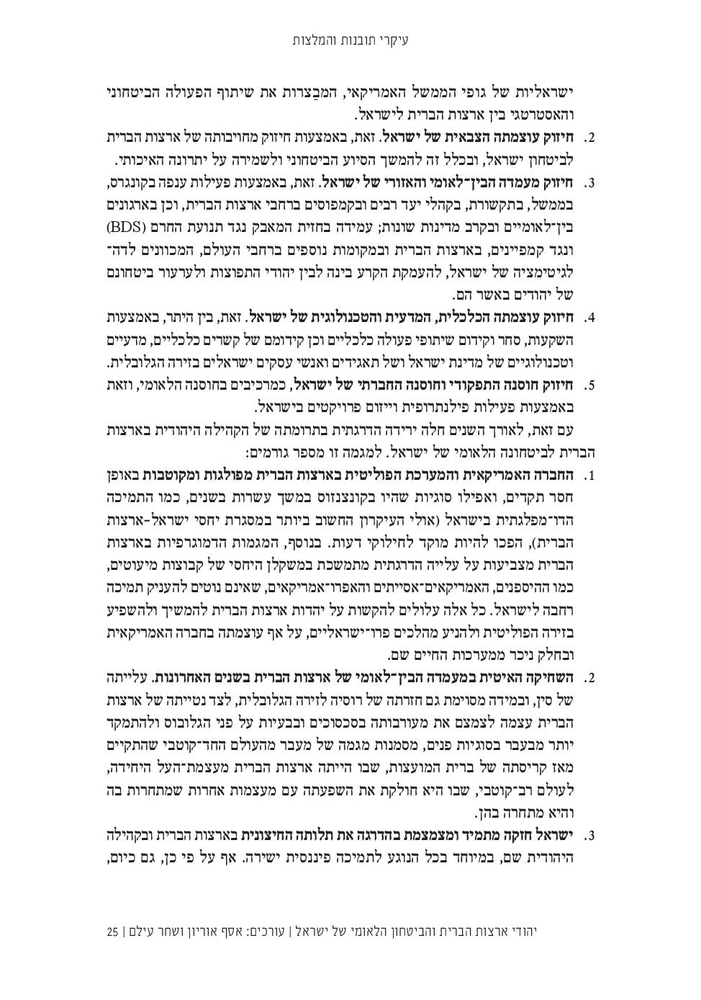 עיקרי תובנות והמלצות
ישראליות של גופי הממשל האמריקאי, המבַצרות את שיתוף הפעולה הביטחוני
והאסטרטגי בין ארצות הברית לישראל.
2. חיזוק עוצמתה הצבאית של ישראל. זאת, באמצעות חיזוק מחויבותה של ארצות הברית
לביטחון ישראל, ובכלל זה להמשך הסיוע הביטחוני ולשמירה על יתרונה האיכותי.
3. חיזוק מעמדה הבין־לאומי והאזורי של ישראל. זאת, באמצעות פעילות ענפה בקונגרס,
בממשל, בתקשורת, בקהלי יעד רבים ובקמפוסים ברחבי ארצות הברית, וכן בארגונים
בין־לאומיים ובקרב מדינות שונות; עמידה בחזית המאבק נגד תנועת החרם (BDS)
ונגד קמפיינים, בארצות הברית ובמקומות נוספים ברחבי העולם, המכוונים לדה־
לגיטימציה של ישראל, להעמקת הקרע בינה לבין יהודי התפוצות ולערעור ביטחונם
של יהודים באשר הם.
4. חיזוק עוצמתה הכלכלית, המדעית והטכנולוגית של ישראל. זאת, בין היתר, באמצעות
השקעות, סחר וקידום שיתופי פעולה כלכליים וכן קידומם של קשרים כלכליים, מדעיים
וטכנולוגיים של מדינת ישראל ושל תאגידים ואנשי עסקים ישראלים בזירה הגלובלית.
5. חיזוק חוסנה התפקודי וחוסנה החברתי של ישראל, כמרכיבים בחוסנה הלאומי, וזאת
באמצעות פעילות פילנתרופית וייזום פרויקטים בישראל.
עם זאת, לאורך השנים חלה ירידה הדרגתית בתרומתה של הקהילה היהודית בארצות
הברית לביטחונה הלאומי של ישראל. למגמה זו מספר גורמים:
1. החברה האמריקאית והמערכת הפוליטית בארצות הברית מפולגות ומקוטבות באופן
חסר תקדים, ואפילו סוגיות שהיו בקונצנזוס במשך עשרות בשנים, כמו התמיכה
הדו־מפלגתית בישראל (אולי העיקרון החשוב ביותר במסגרת יחסי ישראל–ארצות
הברית), הפכו להיות מוקד לחילוקי דעות. בנוסף, המגמות הדמוגרפיות בארצות
הברית מצביעות על עלייה הדרגתית מתמשכת במשקלן היחסי של קבוצות מיעוטים,
כמו ההיספנים, האמריקאים־אסייתים והאפרו־אמריקאים, שאינם נוטים להעניק תמיכה
רחבה לישראל. כל אלה עלולים להקשות על יהדות ארצות הברית להמשיך ולהשפיע
בזירה הפוליטית ולהניע מהלכים פרו־ישראליים, על אף עוצמתה בחברה האמריקאית
ובחלק ניכר ממערכות החיים שם.
2. השחיקה האיטית במעמדה הבין־לאומי של ארצות הברית בשנים האחרונות. עלייתה
של סין, ובמידה מסוימת גם חזרתה של רוסיה לזירה הגלובלית, לצד נטייתה של ארצות
הברית עצמה לצמצם את מעורבותה בסכסוכים ובבעיות על פני הגלובוס ולהתמקד
יותר מבעבר בסוגיות פנים, מסמנות מגמה של מעבר מהעולם החד־קוטבי שהתקיים
מאז קריסתה של ברית המועצות, שבו הייתה ארצות הברית מעצמת־העל היחידה,
לעולם רב־קוטבי, שבו היא חולקת את השפעתה עם מעצמות אחרות שמתחרות בה
והיא מתחרה בהן.
3. ישראל חזקה מתמיד ומצמצמת בהדרגה את תלותה החיצונית בארצות הברית ובקהילה
היהודית שם, במיוחד בכל הנוגע לתמיכה פיננסית ישירה. אף על פי כן, גם כיום,
יהודי ארצות הברית והביטחון הלאומי של ישראל | עורכים: אסף אוריון ושחר עילם | 25